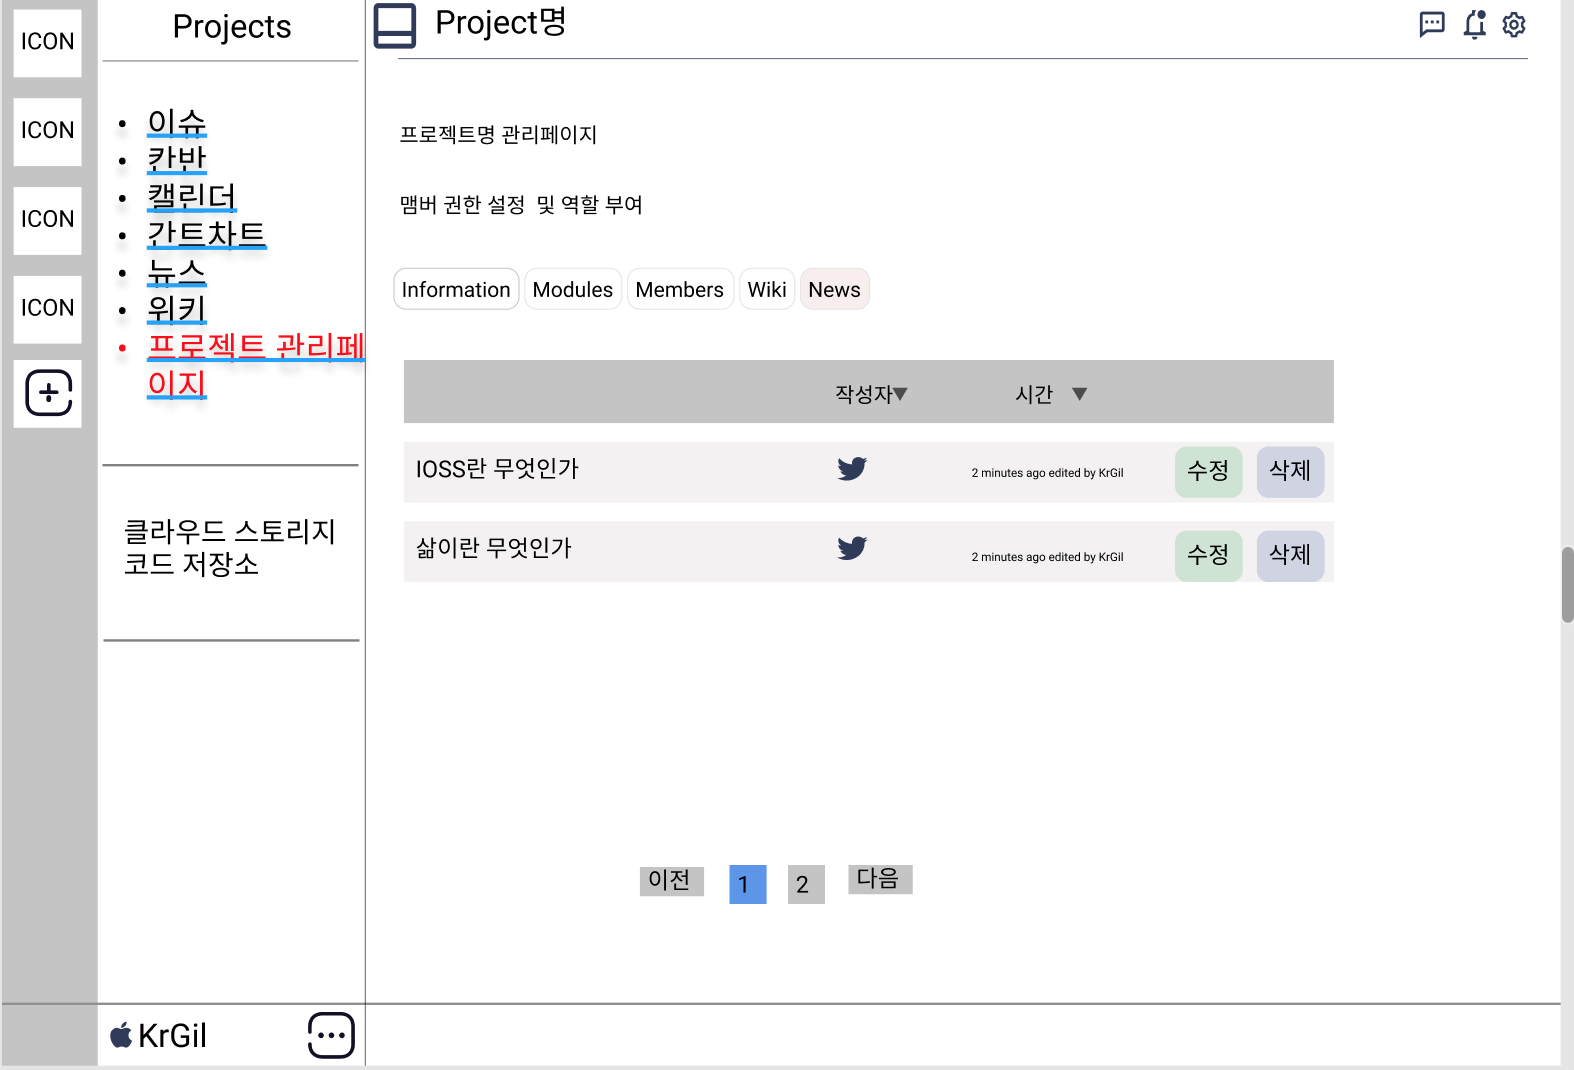 ICON
ICON
ICON
ICON
Projects
이슈
칸반
캘린더
간트차트
뉴스
위키
프로젝트 관리페
이지
클라우드 스토리지
코드 저장소
KrGil
Project명
프로젝트명 관리페이지
맴버 권한 설정 및 역할 부여
Information Modules Members Wiki News
작성자▼ 시간 ▼
IOSS란 무엇인가 2 minutes ago edited by KrGil 수정 삭제
삶이란 무엇인가 2 minutes ago edited by KrGil 수정 삭제
이전 1 2 다음